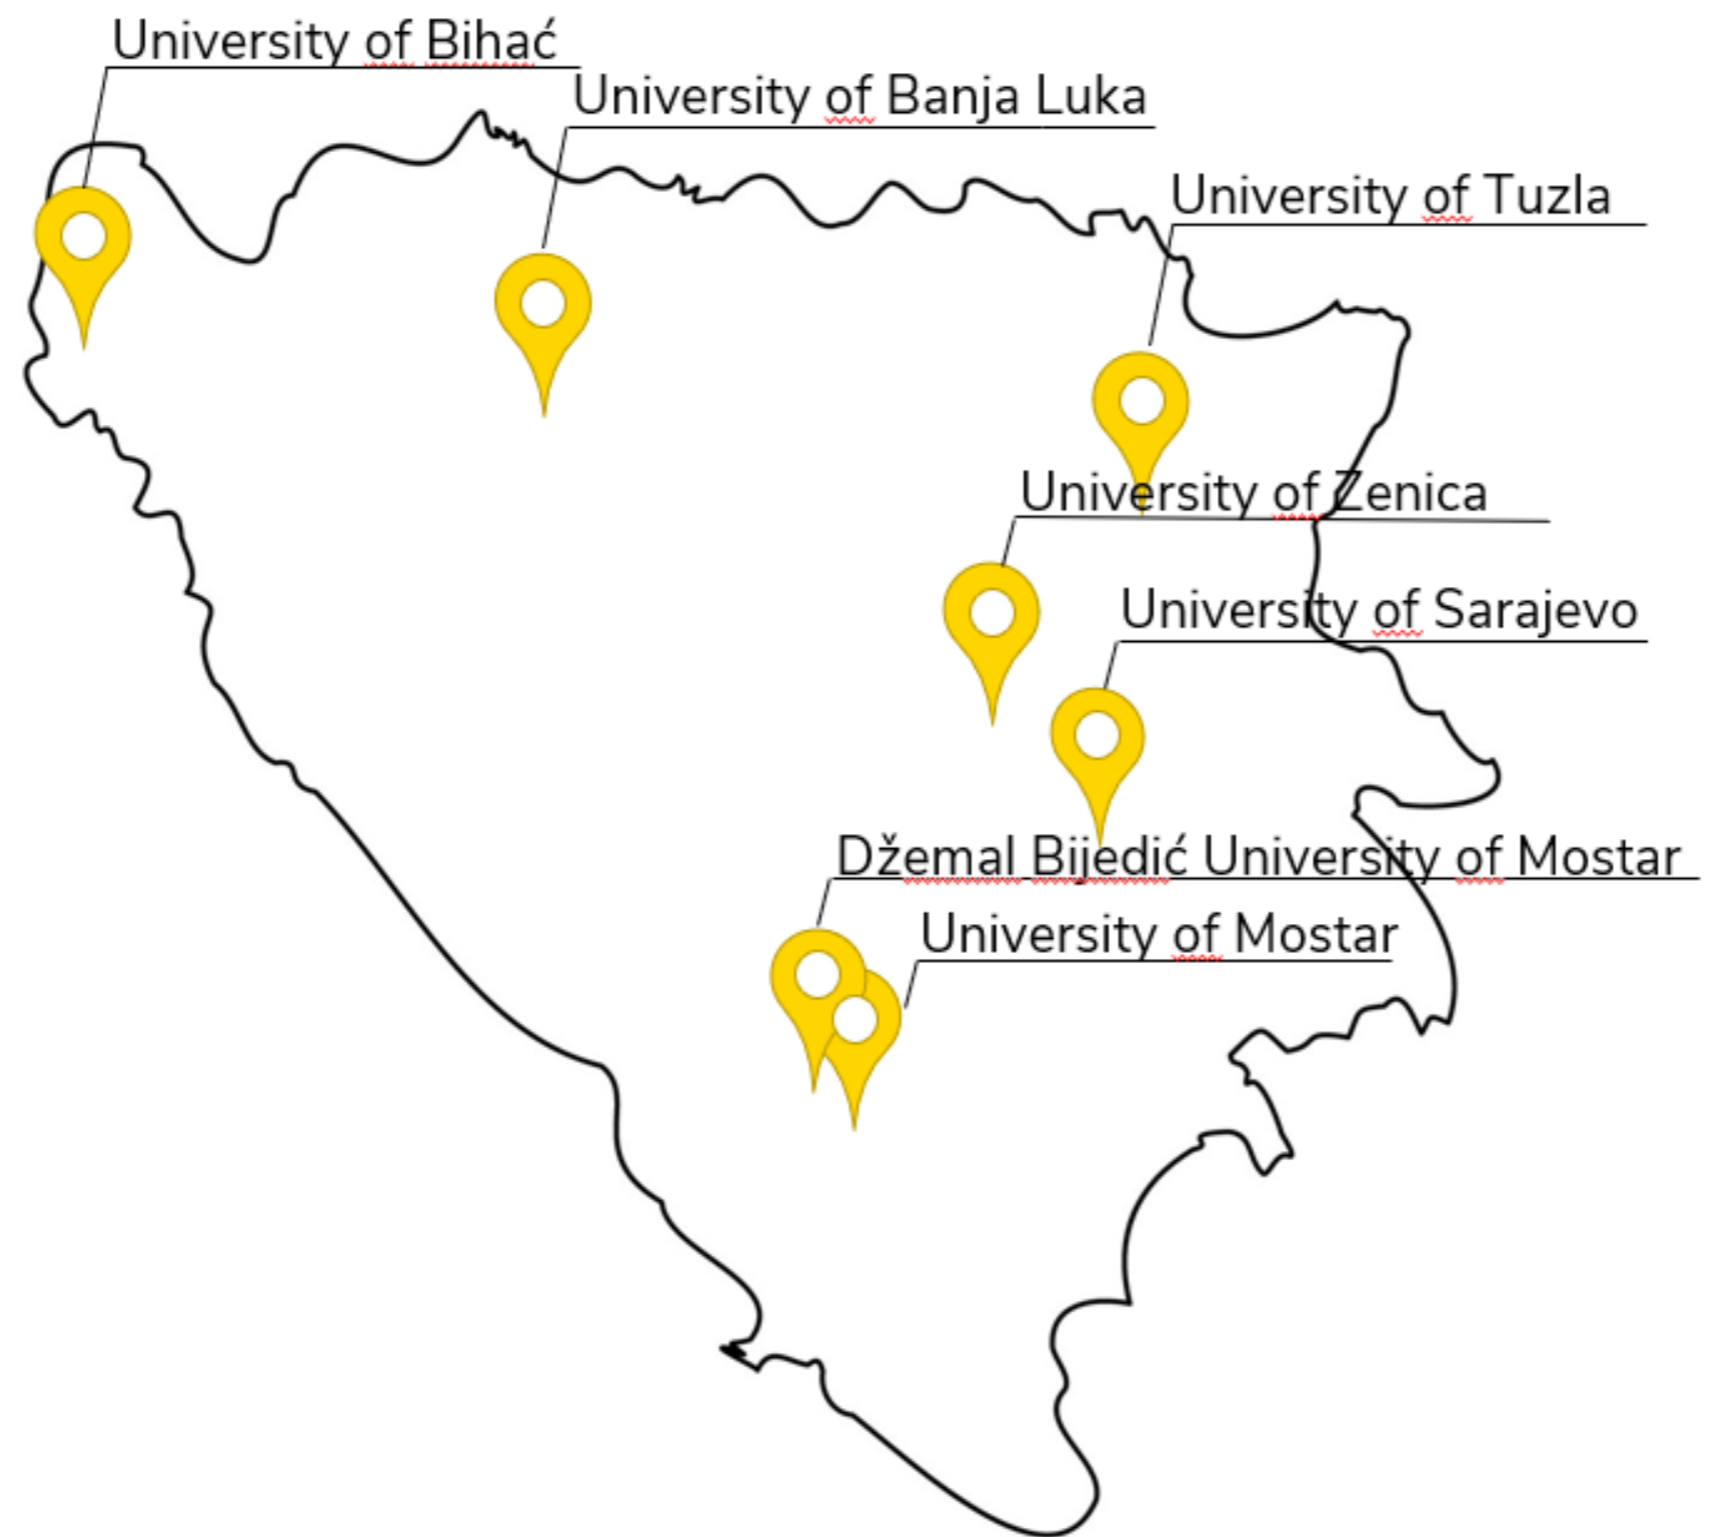 University of Bihać
University of Banja Luka
University of Tuzla
University of Zenica
University of Sarajevo
Džemal Bijedić University of Mostar
University of Mostar